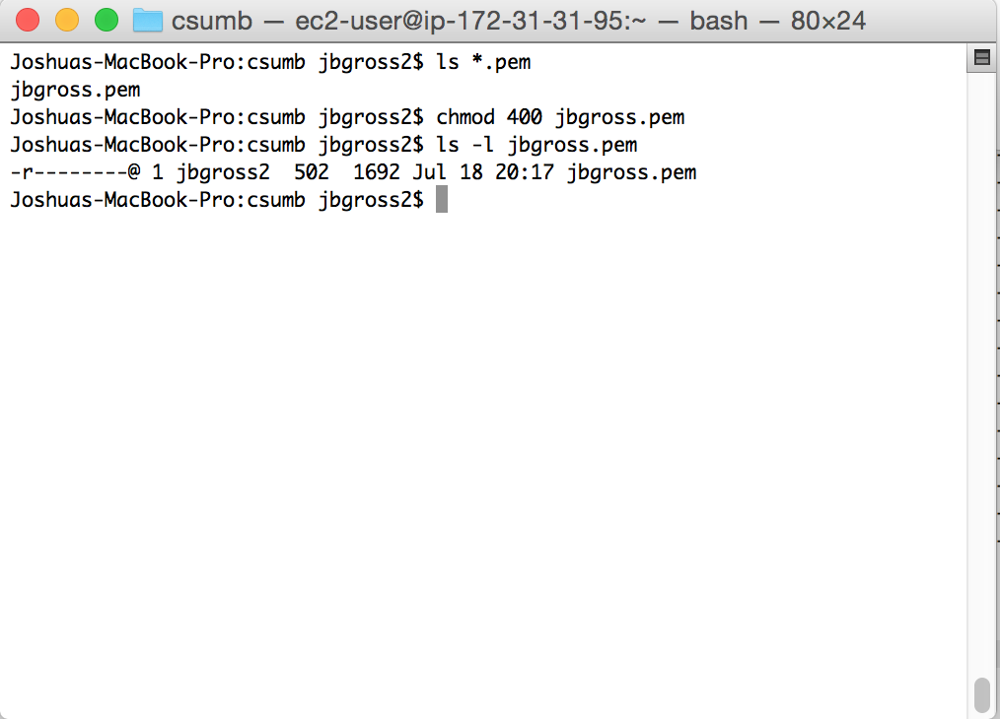 csumb — ec2-user@ip-172-31-31-95:~ — bash — 80×24
Joshuas-MacBook-Pro:csumb jbgross2$ ls *.pem
jbgross.pem
Joshuas-MacBook-Pro:csumb jbgross2$ chmod 400 jbgross.pem
Joshuas-MacBook-Pro:csumb jbgross2$ ls -l jbgross.pem
-r--------@ 1 jbgross2  502  1692 Jul 18 20:17 jbgross.pem
Joshuas-MacBook-Pro:csumb jbgross2$